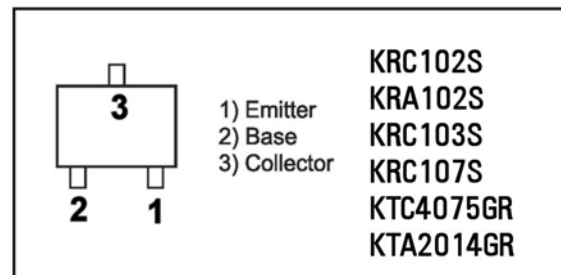 3
2
1
1) Emitter
2) Base
3) Collector
KRC102S
KRA102S
KRC103S
KRC107S
KTC4075GR
KTA2014GR